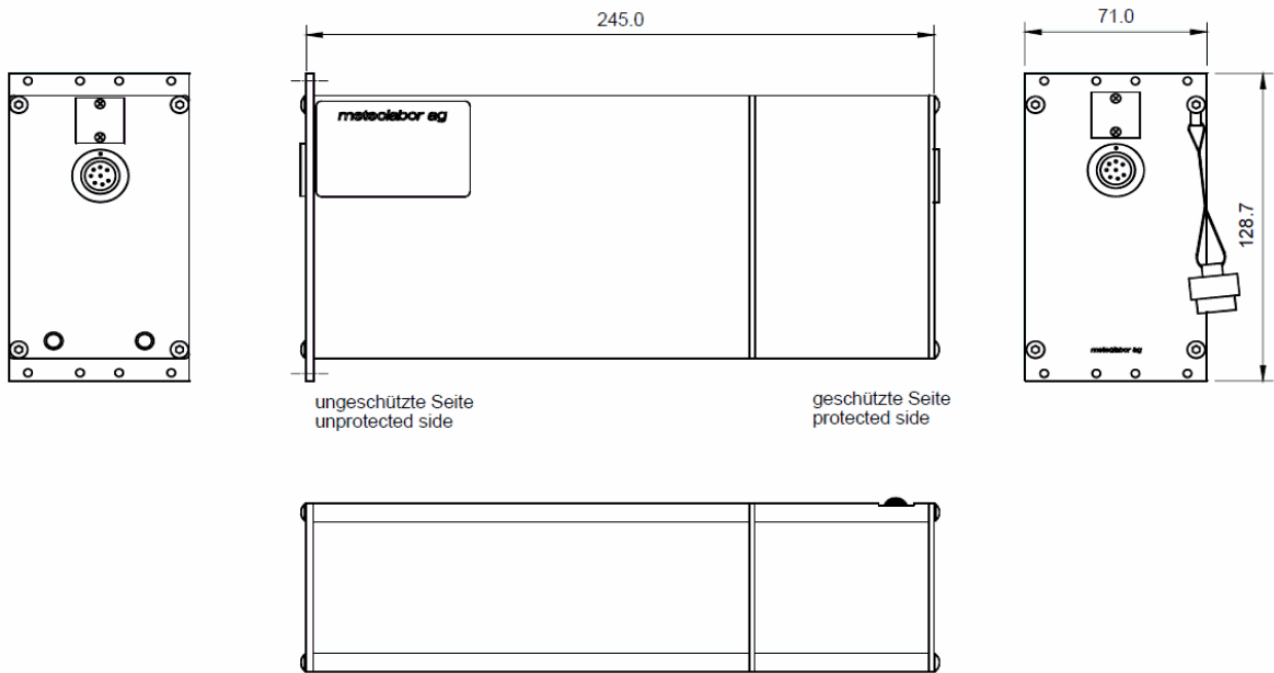 245.0
71.0
meteolabor ag
128.7
meteolabor ag
ungeschützte Seite
unprotected side
geschützte Seite
protected side